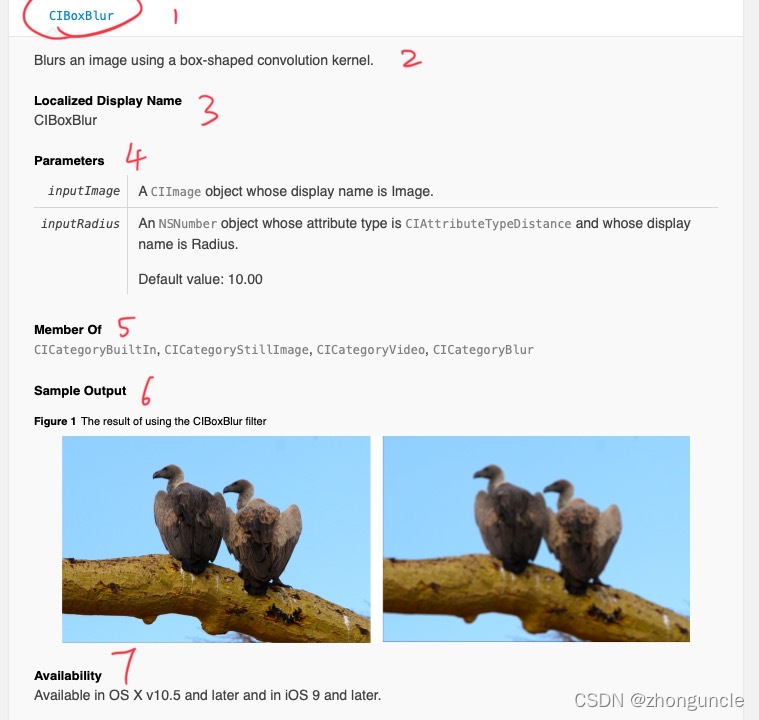 CIBoxBlur 1
Blurs an image using a box-shaped convolution kernel. 2
Localized Display Name 3
CIBoxBlur
Parameters 4
inputImage A CIImage object whose display name is Image.
inputRadius An NSNumber object whose attribute type is CIAttributeTypeDistance and whose display
name is Radius.
Default value: 10.00
Member Of 5
CICategoryBuiltIn, CICategoryStillImage, CICategoryVideo, CICategoryBlur
Sample Output 6
Figure 1 The result of using the CIBoxBlur filter
Availability 7
Available in OS X v10.5 and later and in iOS 9 and later.
CSDN @zhonguncle